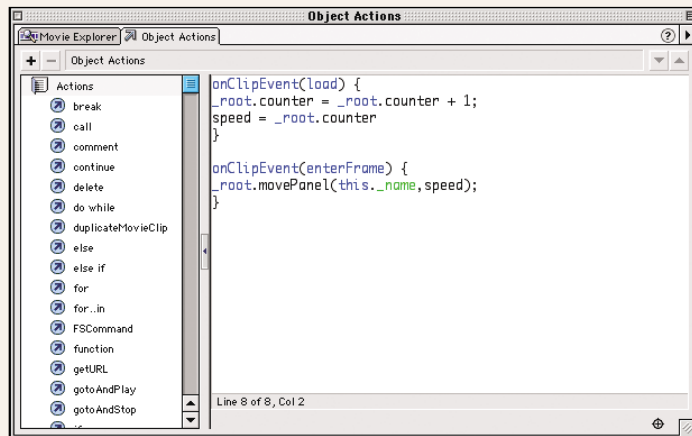 Object Actions
Movie Explorer
Object Actions
?
+ − Object Actions
Actions
break
call
comment
continue
delete
do while
duplicateMovieClip
else
else if
for
for..in
FSCommand
function
getURL
gotoAndPlay
gotoAndStop
onClipEvent(load) {
_root.counter = _root.counter + 1;
speed = _root.counter
}
onClipEvent(enterFrame) {
_root.movePanel(this._name,speed);
}
Line 8 of 8, Col 2